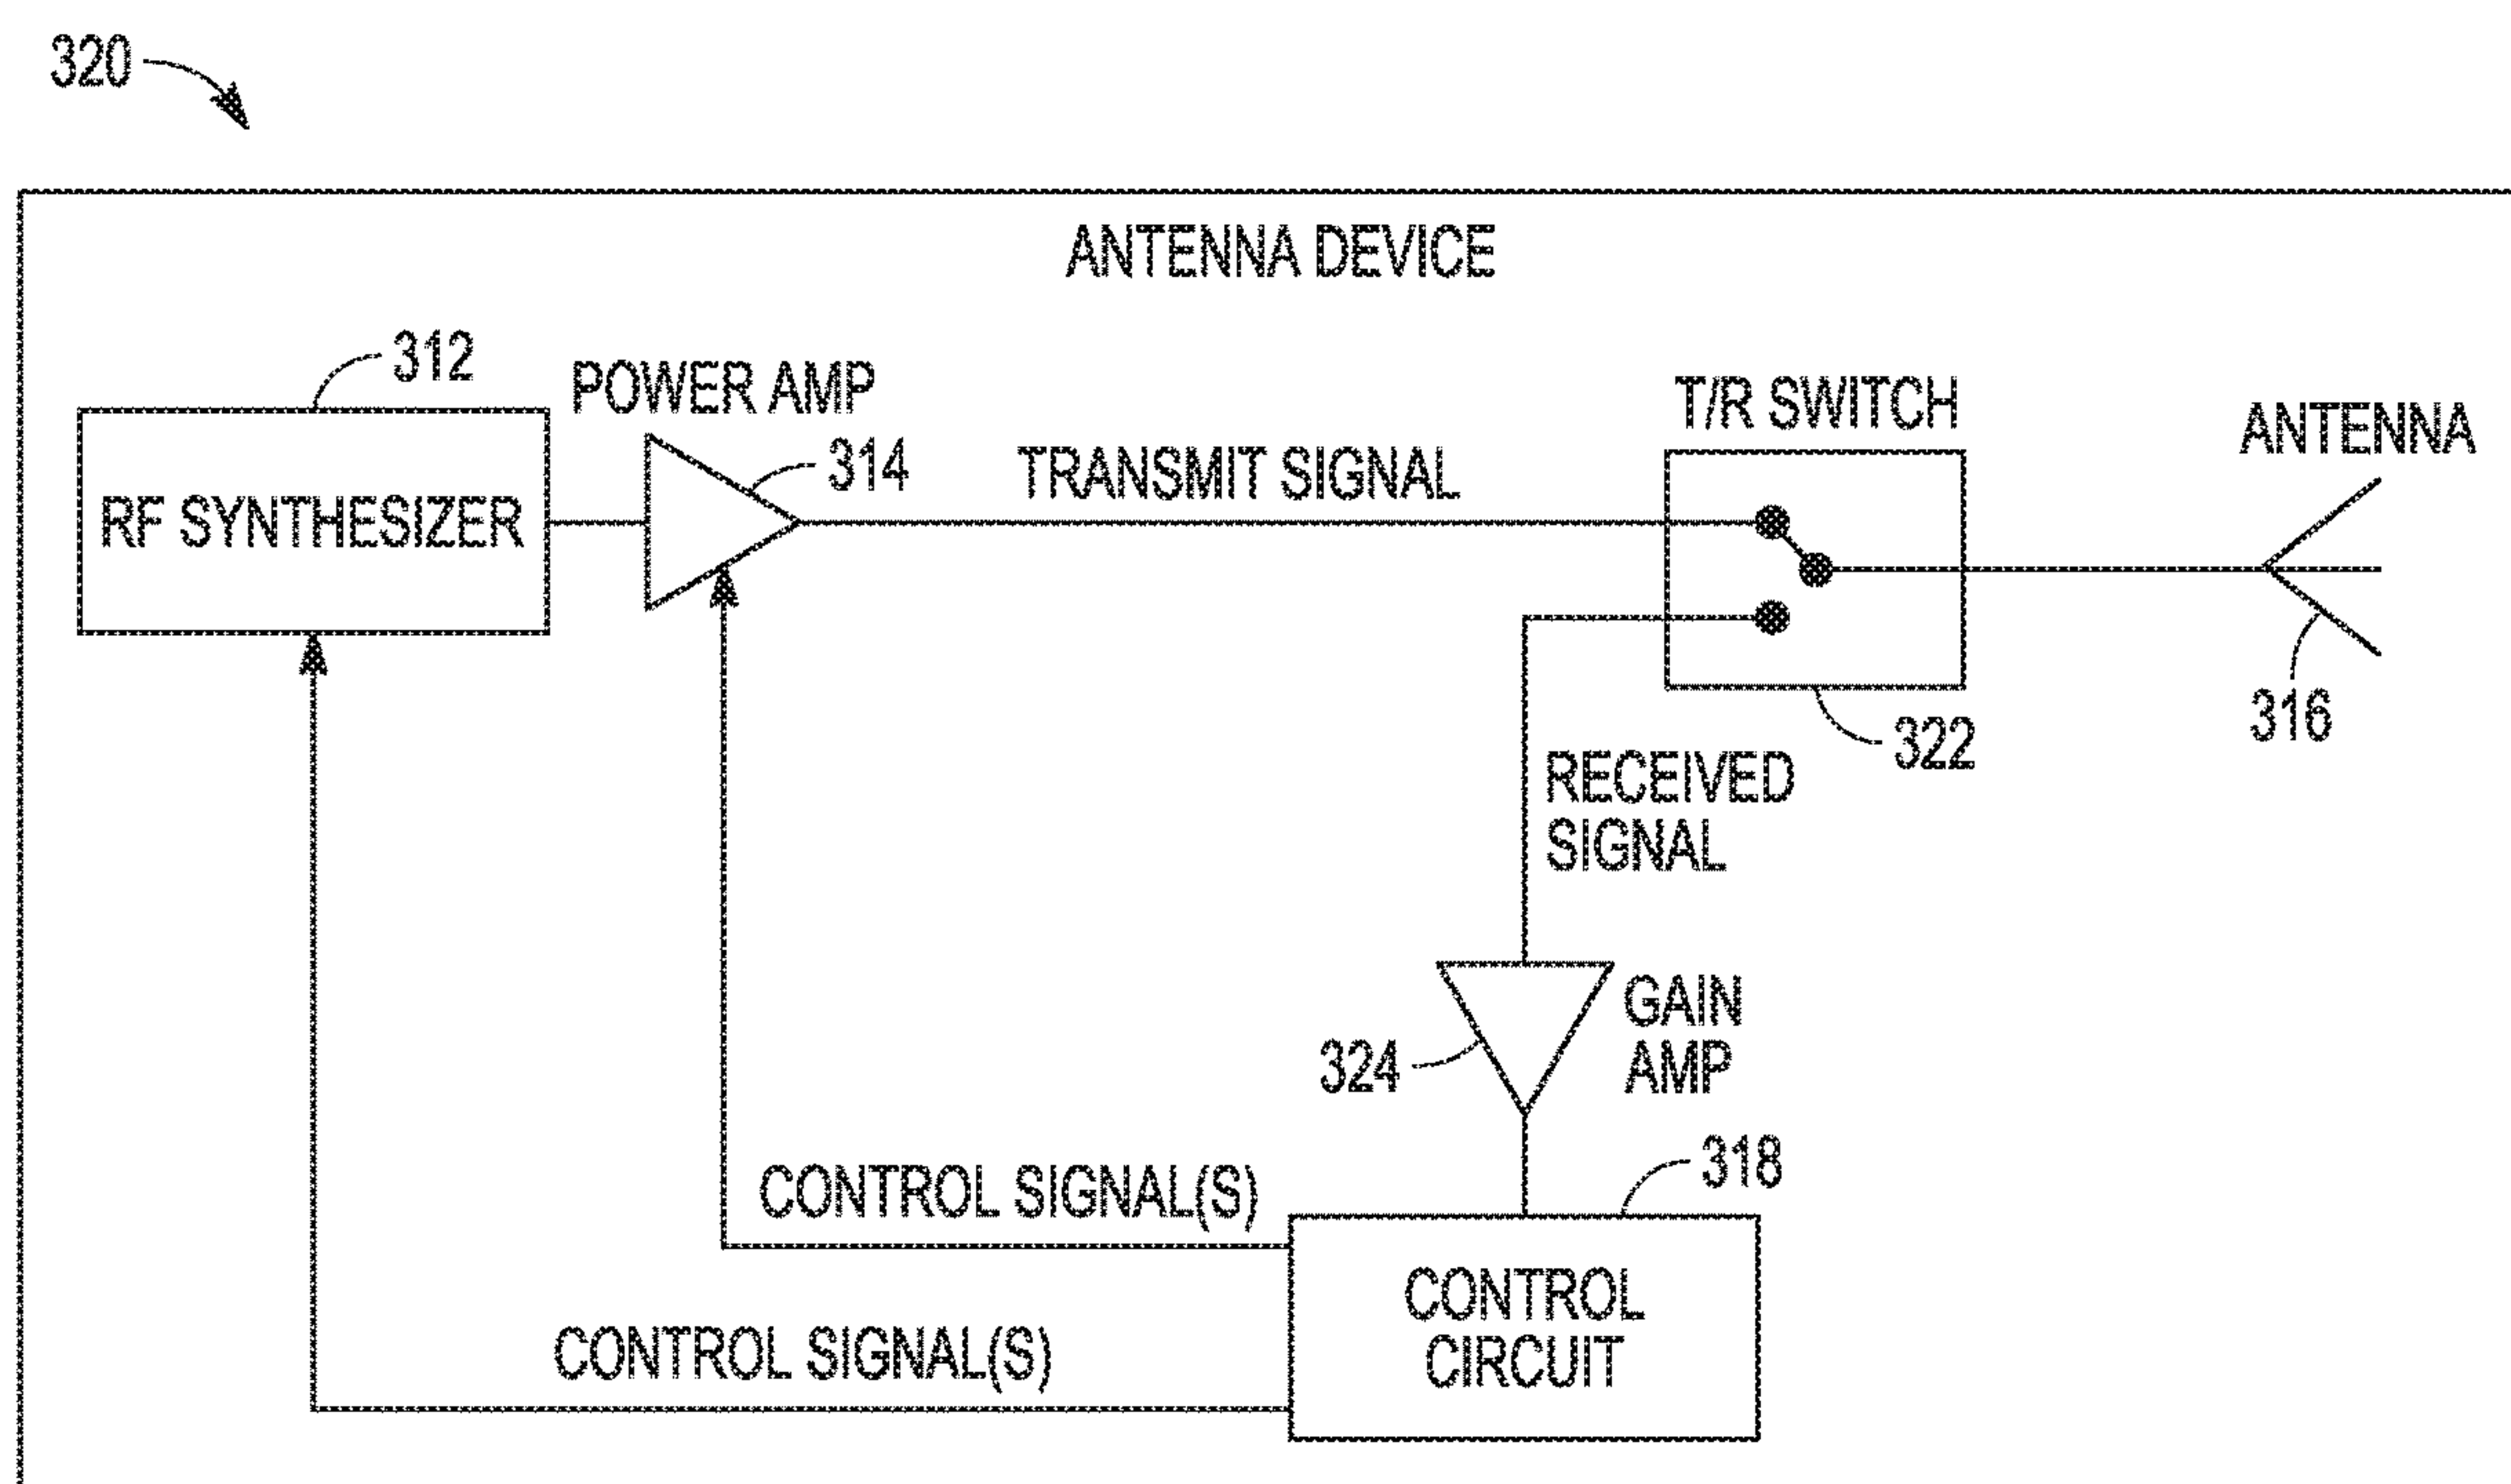 320
ANTENNA DEVICE
312
POWER AMP
314
RF SYNTHESIZER
TRANSMIT SIGNAL
T/R SWITCH
ANTENNA
316
322
RECEIVED
SIGNAL
GAIN
AMP
324
318
CONTROL SIGNAL(S)
CONTROL
CIRCUIT
CONTROL SIGNAL(S)